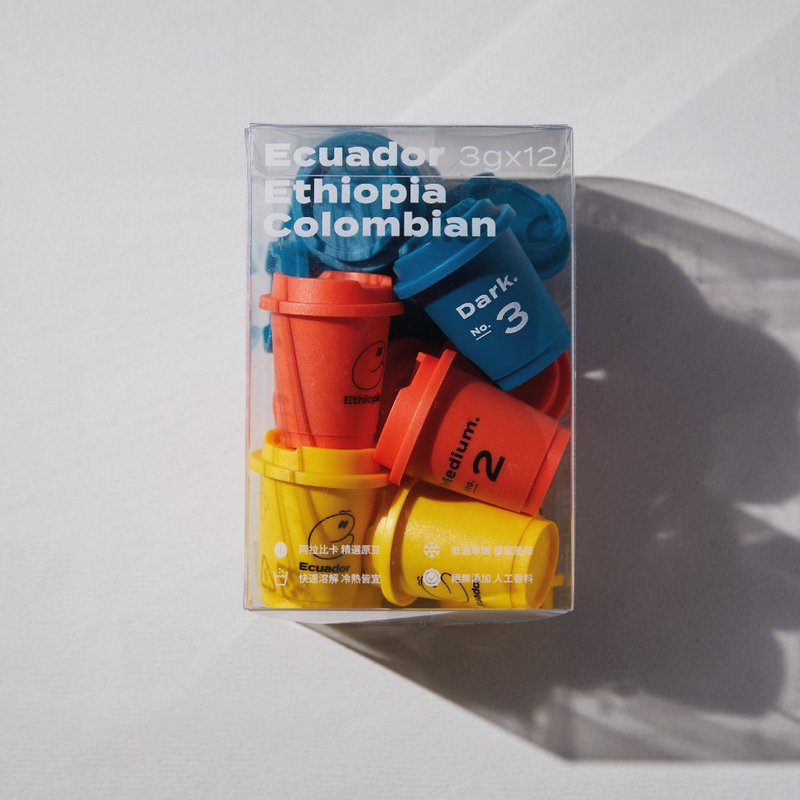 Ecuador 3gx12
Ethiopia
Colombian
Dark.
No. 3
Ethiopia
Medium.
No. 2
Ecuador
阿拉比卡 精選原豆
快速溶解 冷熱皆宜
絕無添加 人工香料